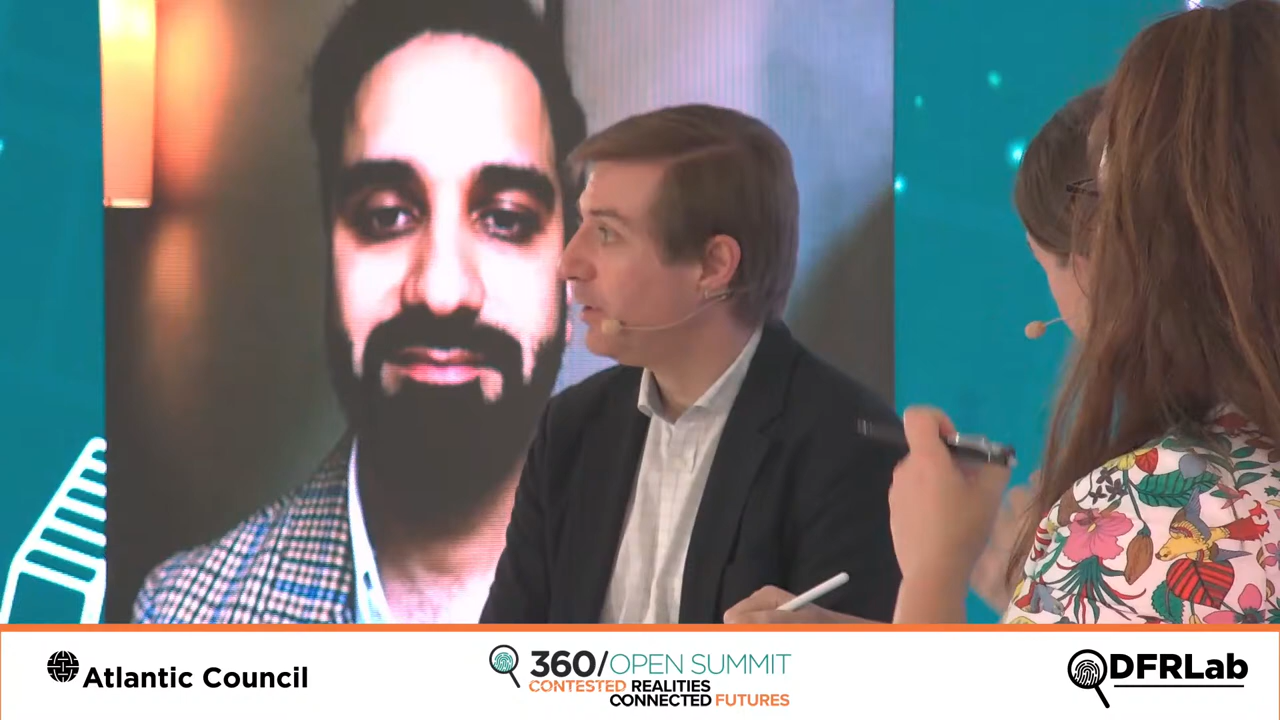 Atlantic Council
360/OPEN SUMMIT
CONTESTED REALITIES
CONNECTED FUTURES
DFRLab